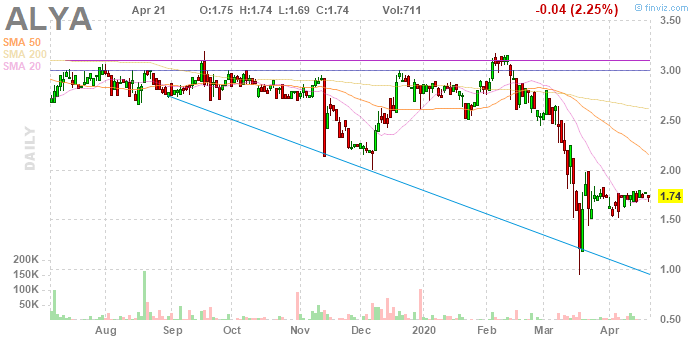 © finviz.com
ALYA
Apr 21 O:1.75 H:1.74 L:1.69 C:1.74 Vol:711 -0.04 (2.25%)
SMA 50
SMA 200
SMA 20
DAILY
3.50
3.00
2.50
2.00
1.74
1.50
1.00
0.50
200K
150K
100K
50K
Aug Sep Oct Nov Dec 2020 Feb Mar Apr